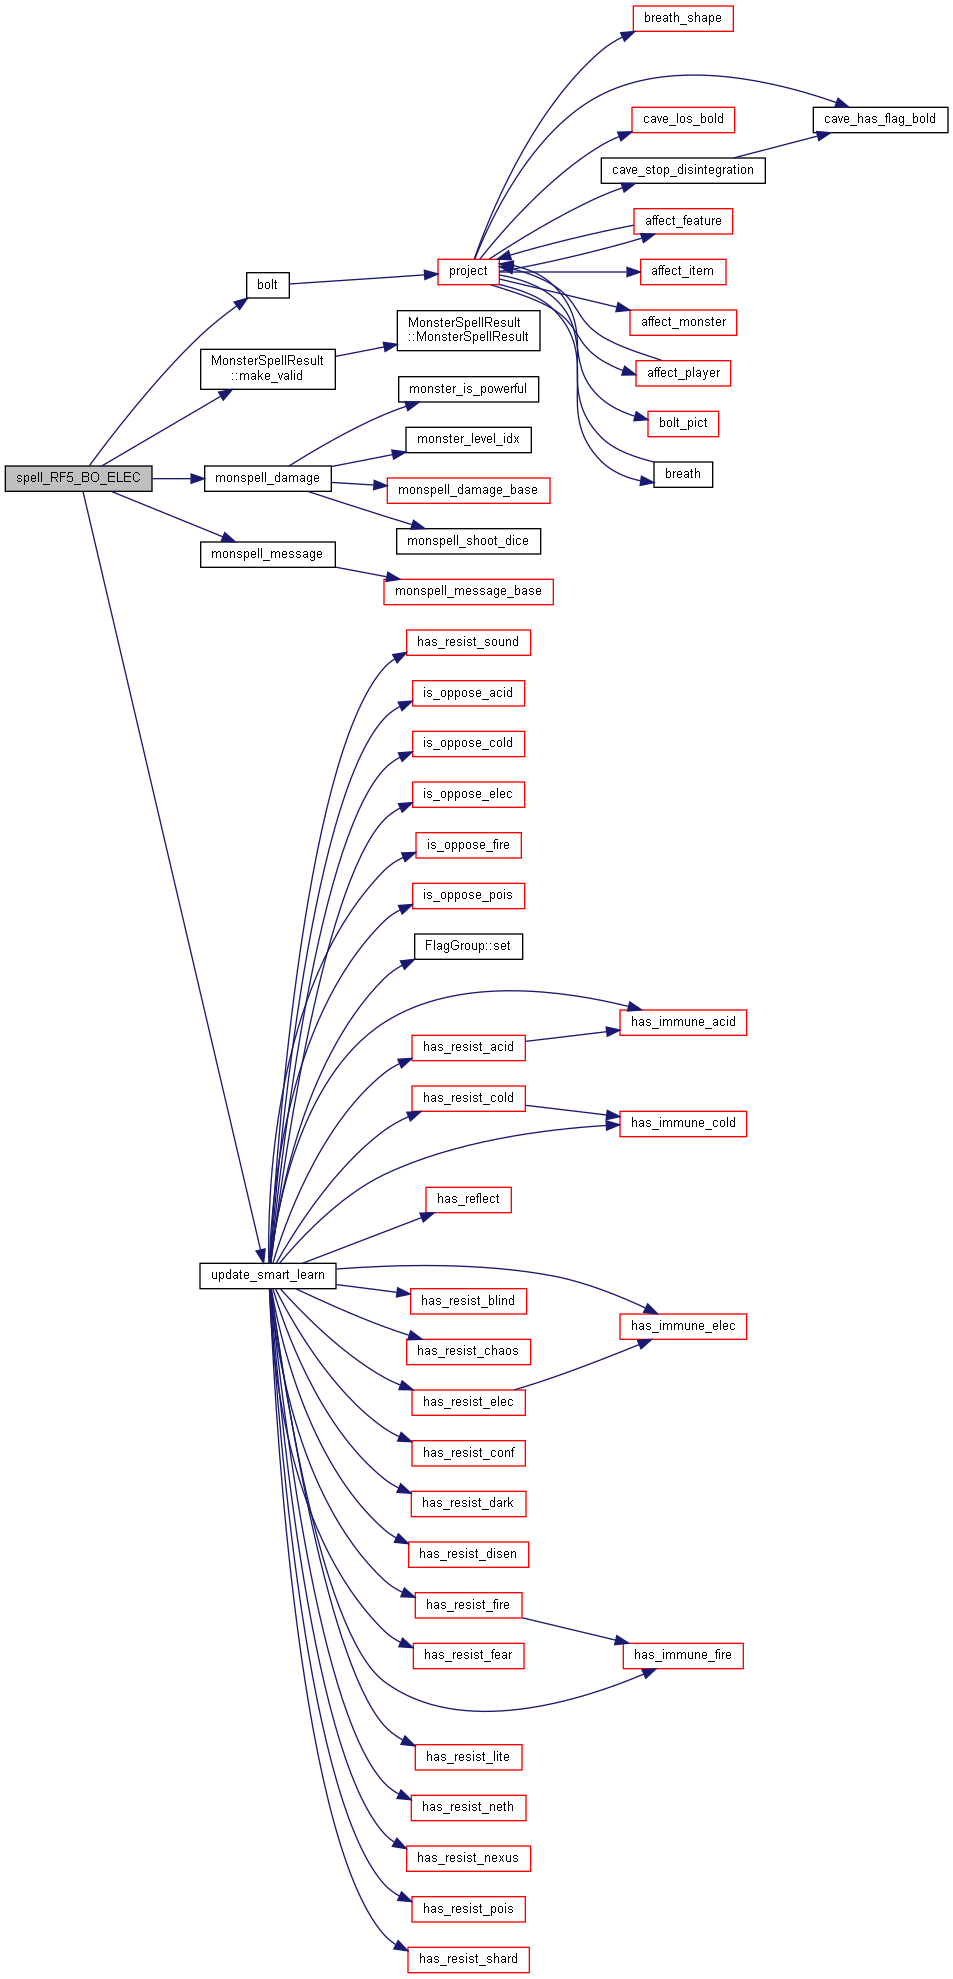 breath_shape
cave_los_bold
cave_has_flag_bold
cave_stop_disintegration
affect_feature
project
affect_item
bolt
affect_monster
MonsterSpellResult
::MonsterSpellResult
MonsterSpellResult
::make_valid
affect_player
monster_is_powerful
bolt_pict
monster_level_idx
breath
spell_RF5_BO_ELEC
monspell_damage
monspell_damage_base
monspell_shoot_dice
monspell_message
monspell_message_base
has_resist_sound
is_oppose_acid
is_oppose_cold
is_oppose_elec
is_oppose_fire
is_oppose_pois
FlagGroup::set
has_immune_acid
has_resist_acid
has_resist_cold
has_immune_cold
has_reflect
update_smart_learn
has_resist_blind
has_immune_elec
has_resist_chaos
has_resist_elec
has_resist_conf
has_resist_dark
has_resist_disen
has_resist_fire
has_resist_fear
has_immune_fire
has_resist_lite
has_resist_neth
has_resist_nexus
has_resist_pois
has_resist_shard